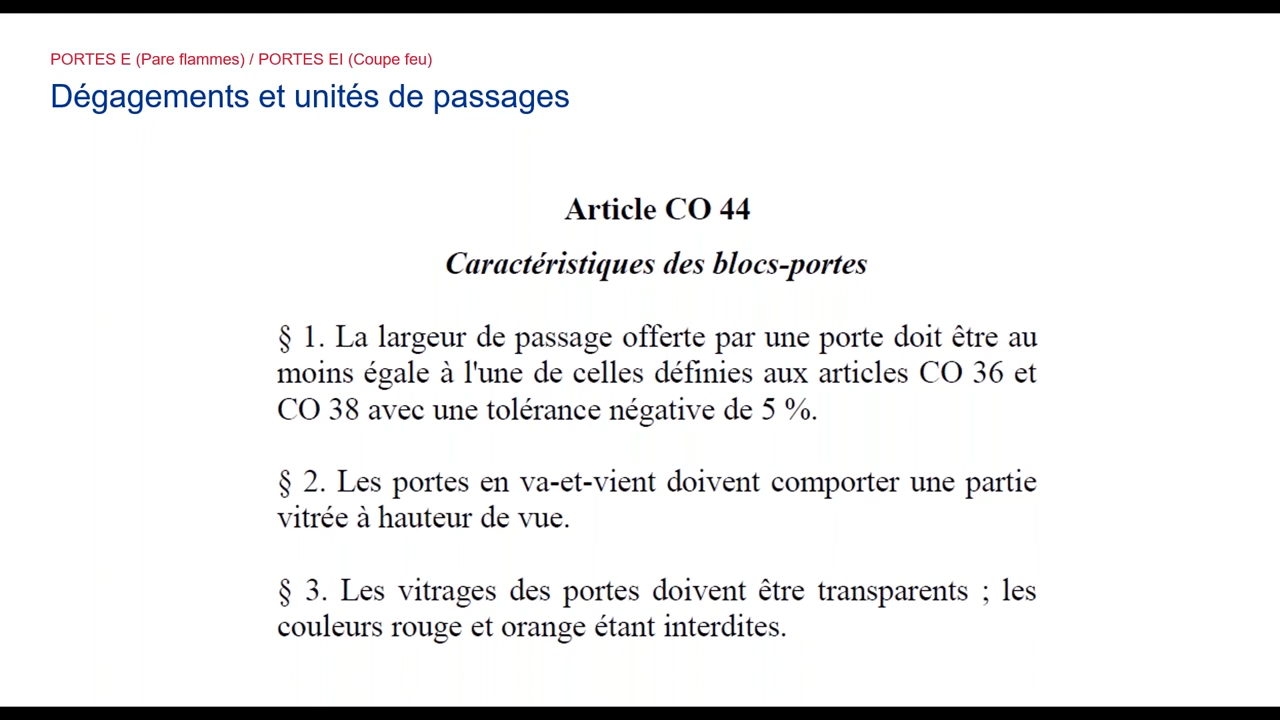 PORTES E (Pare flammes) / PORTES EI (Coupe feu)
Dégagements et unités de passages
Article CO 44
Caractéristiques des blocs-portes
§ 1. La largeur de passage offerte par une porte doit être au
moins égale à l'une de celles définies aux articles CO 36 et
CO 38 avec une tolérance négative de 5 %.
§ 2. Les portes en va-et-vient doivent comporter une partie
vitrée à hauteur de vue.
§ 3. Les vitrages des portes doivent être transparents ; les
couleurs rouge et orange étant interdites.